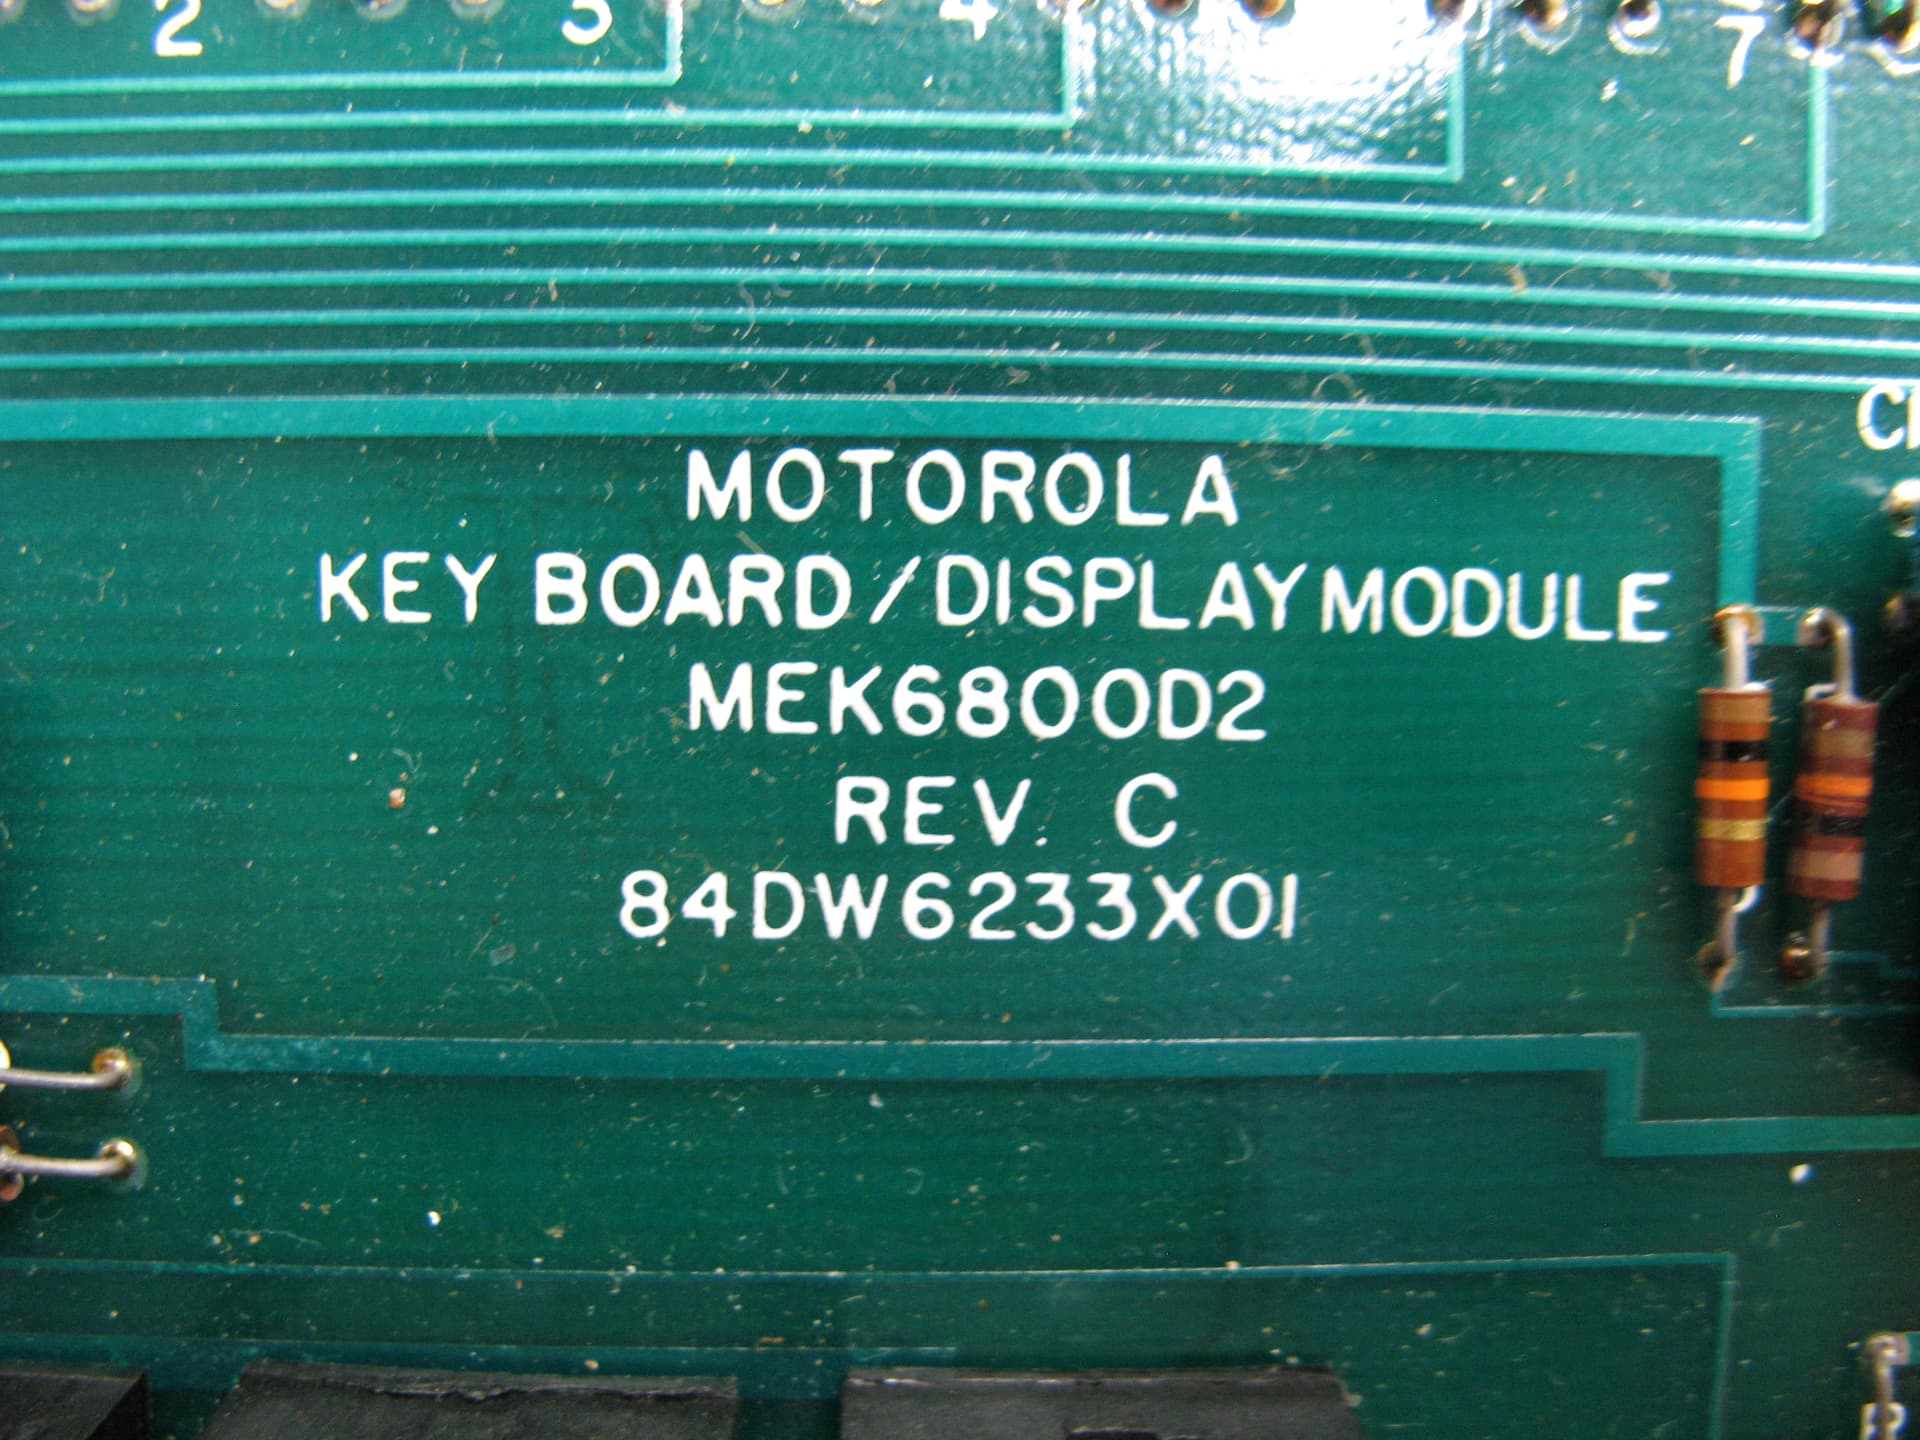 2 3 4 7
MOTOROLA
KEY BOARD/DISPLAY MODULE
MEK6800D2
REV. C
84DW6233X01